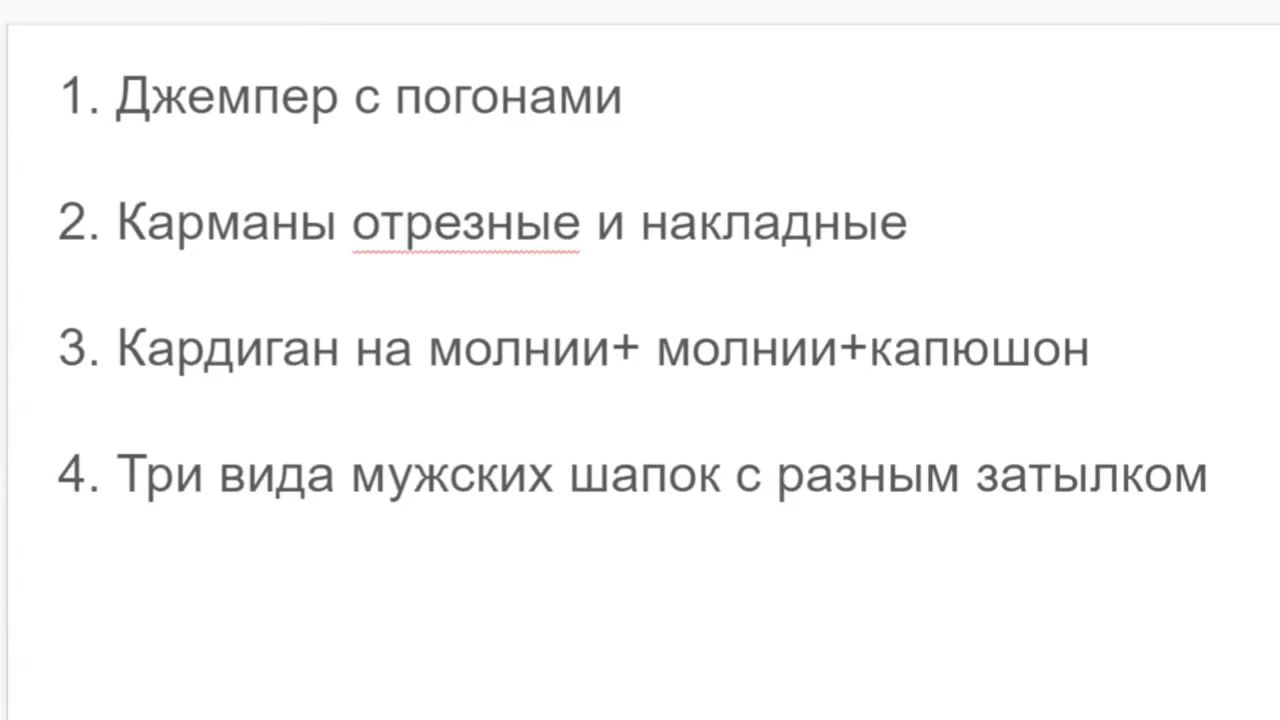 1. Джемпер с погонами
2. Карманы отрезные и накладные
3. Кардиган на молнии+ молнии+капюшон
4. Три вида мужских шапок с разным затылком